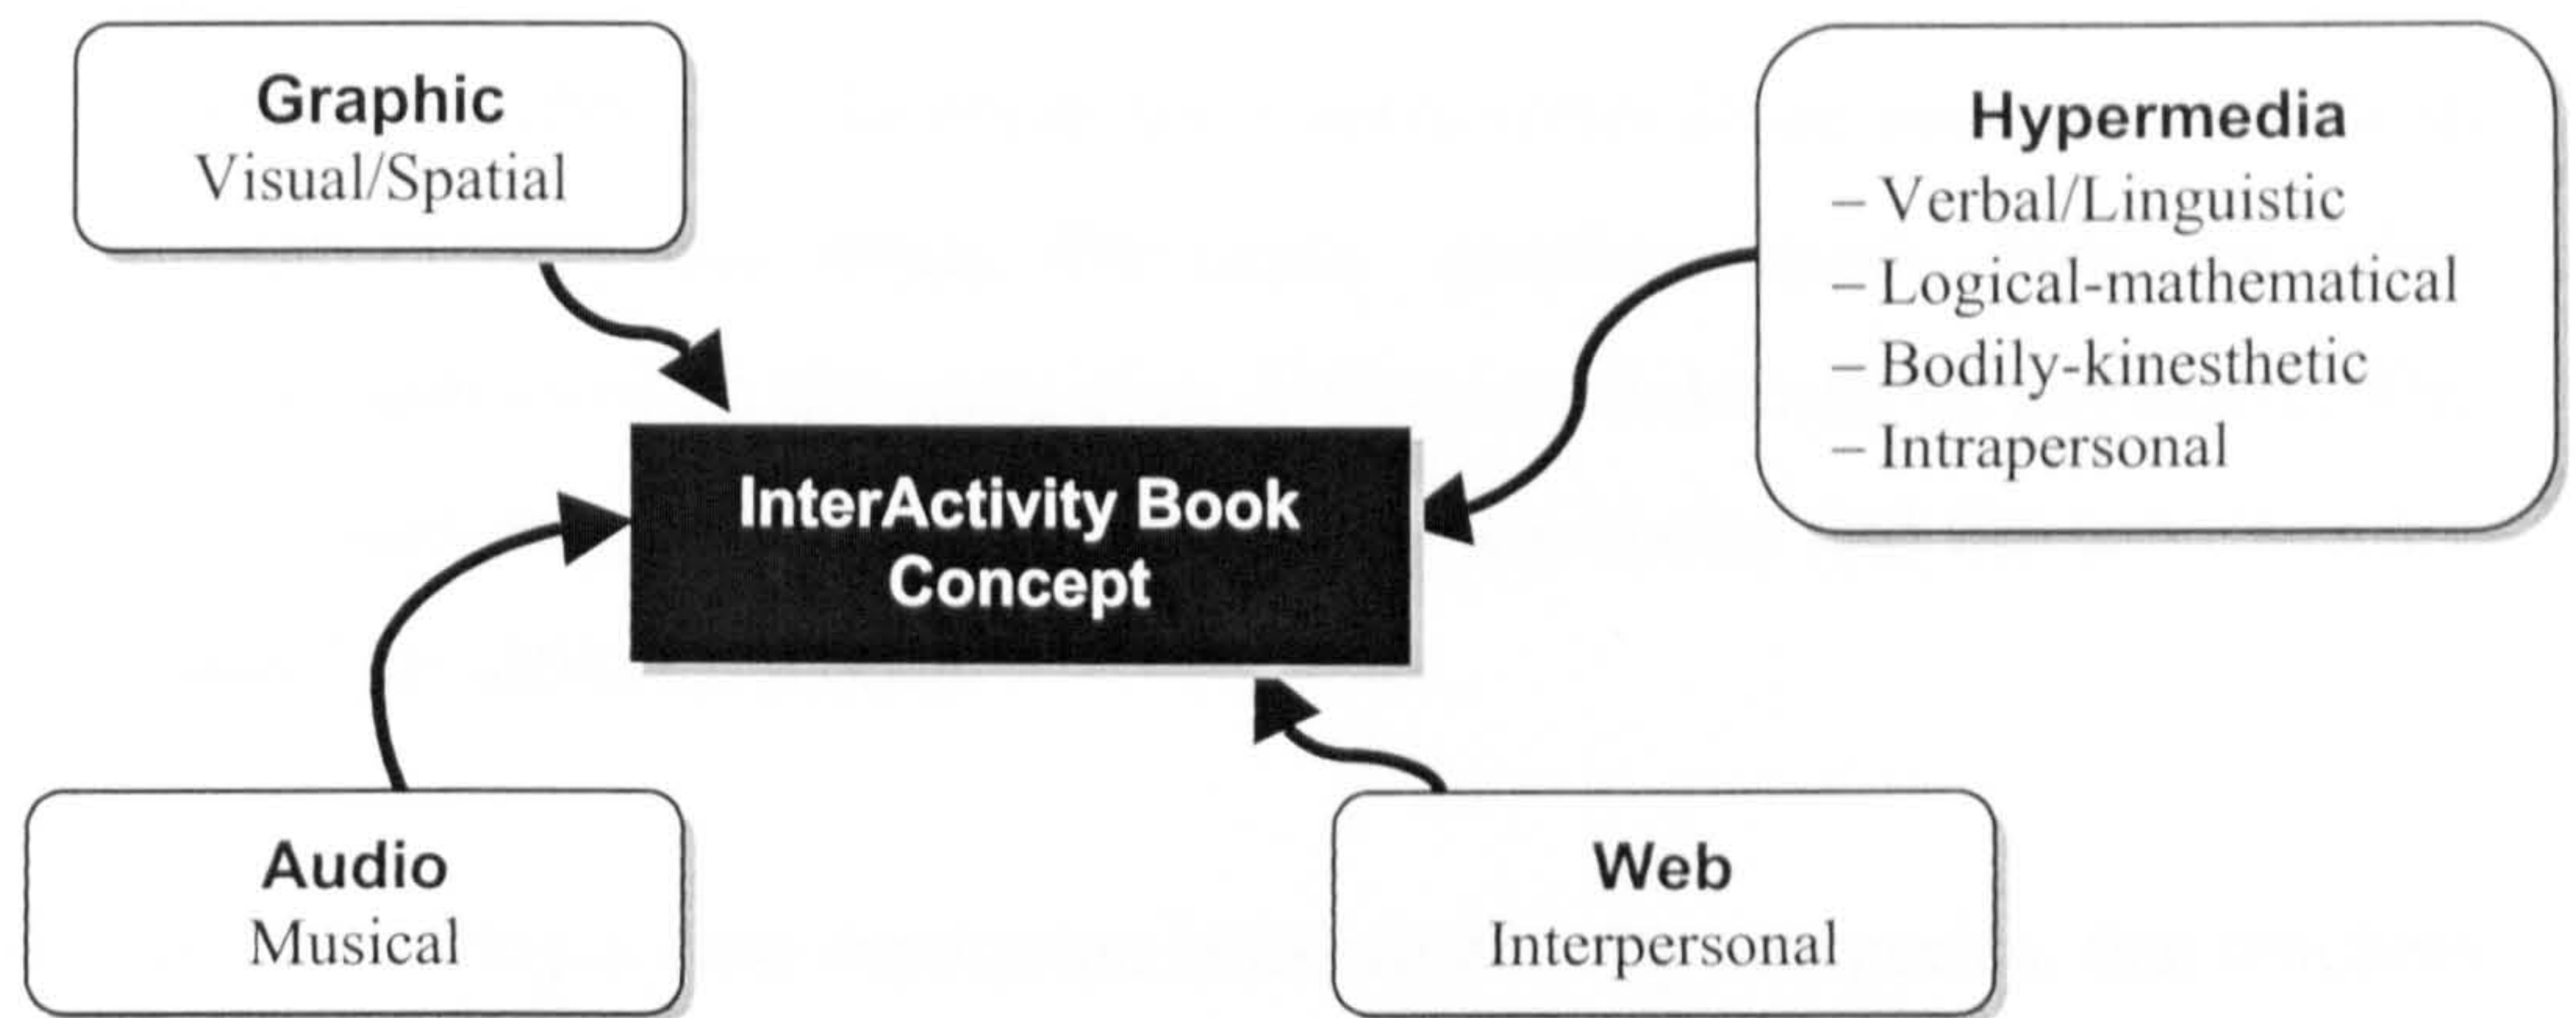 Graphic
Visual/Spatial
Hypermedia
– Verbal/Linguistic
– Logical-mathematical
– Bodily-kinesthetic
– Intrapersonal
InterActivity Book
Concept
Audio
Musical
Web
Interpersonal